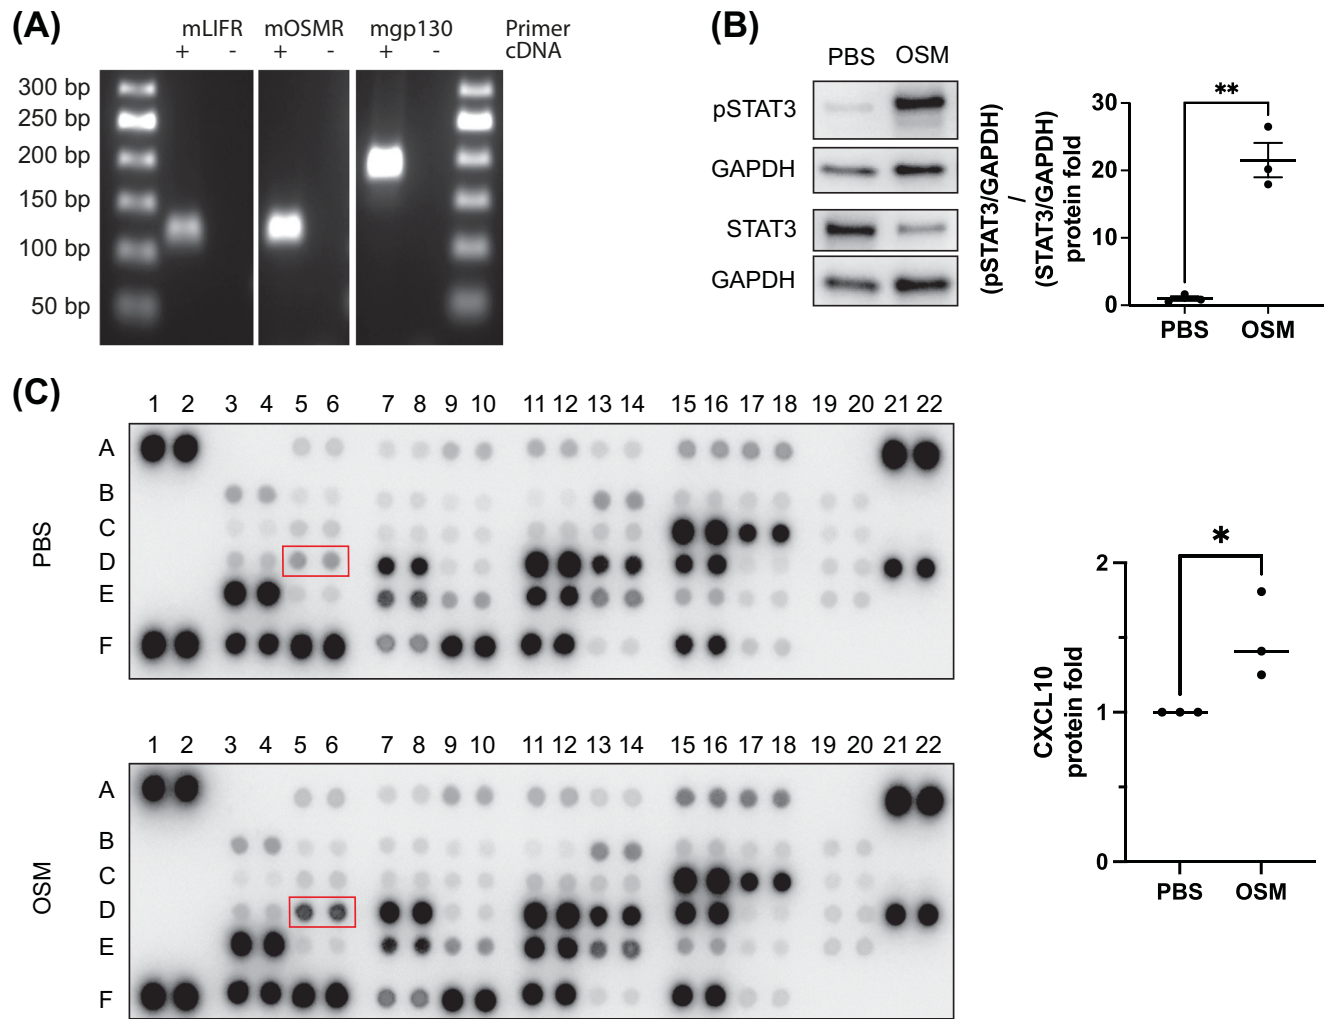 (A)
mLIFR mOSMR mgp130 Primer
+ - + - + - cDNA
300 bp
250 bp
200 bp
150 bp
100 bp
50 bp
(B)
PBS OSM
pSTAT3
GAPDH
STAT3
GAPDH
(pSTAT3/GAPDH)
/
(STAT3/GAPDH)
protein fold
**
30
20
10
0
PBS OSM
(C)
1 2 3 4 5 6 7 8 9 10 11 12 13 14 15 16 17 18 19 20 21 22
PBS
A
B
C
D
E
F
1 2 3 4 5 6 7 8 9 10 11 12 13 14 15 16 17 18 19 20 21 22
OSM
A
B
C
D
E
F
CXCL10
protein fold
*
2
1
0
PBS OSM